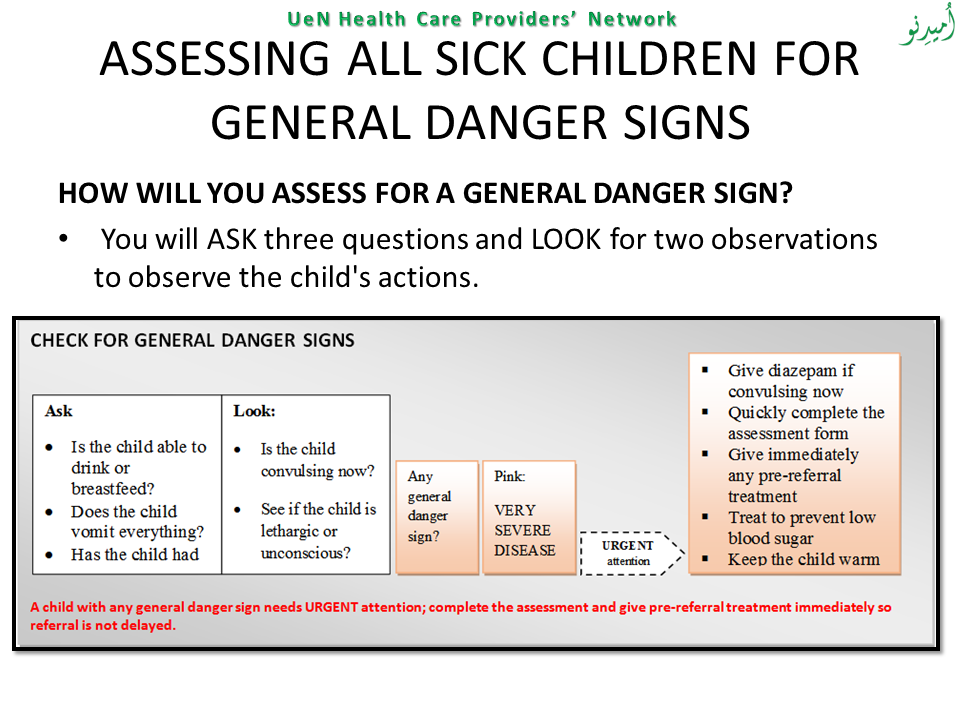 UeN Health Care Providers' Network
اُمیدِنو
ASSESSING ALL SICK CHILDREN FOR
GENERAL DANGER SIGNS
HOW WILL YOU ASSESS FOR A GENERAL DANGER SIGN?
• You will ASK three questions and LOOK for two observations
to observe the child's actions.
CHECK FOR GENERAL DANGER SIGNS
Ask
• Is the child able to
drink or
breastfeed?
• Does the child
vomit everything?
• Has the child had
Look:
• Is the child
convulsing now?
• See if the child is
lethargic or
unconscious?
Any
general
danger
sign?
Pink:
VERY
SEVERE
DISEASE
URGENT
attention
▪ Give diazepam if
convulsing now
▪ Quickly complete the
assessment form
▪ Give immediately
any pre-referral
treatment
▪ Treat to prevent low
blood sugar
▪ Keep the child warm
A child with any general danger sign needs URGENT attention; complete the assessment and give pre-referral treatment immediately so
referral is not delayed.